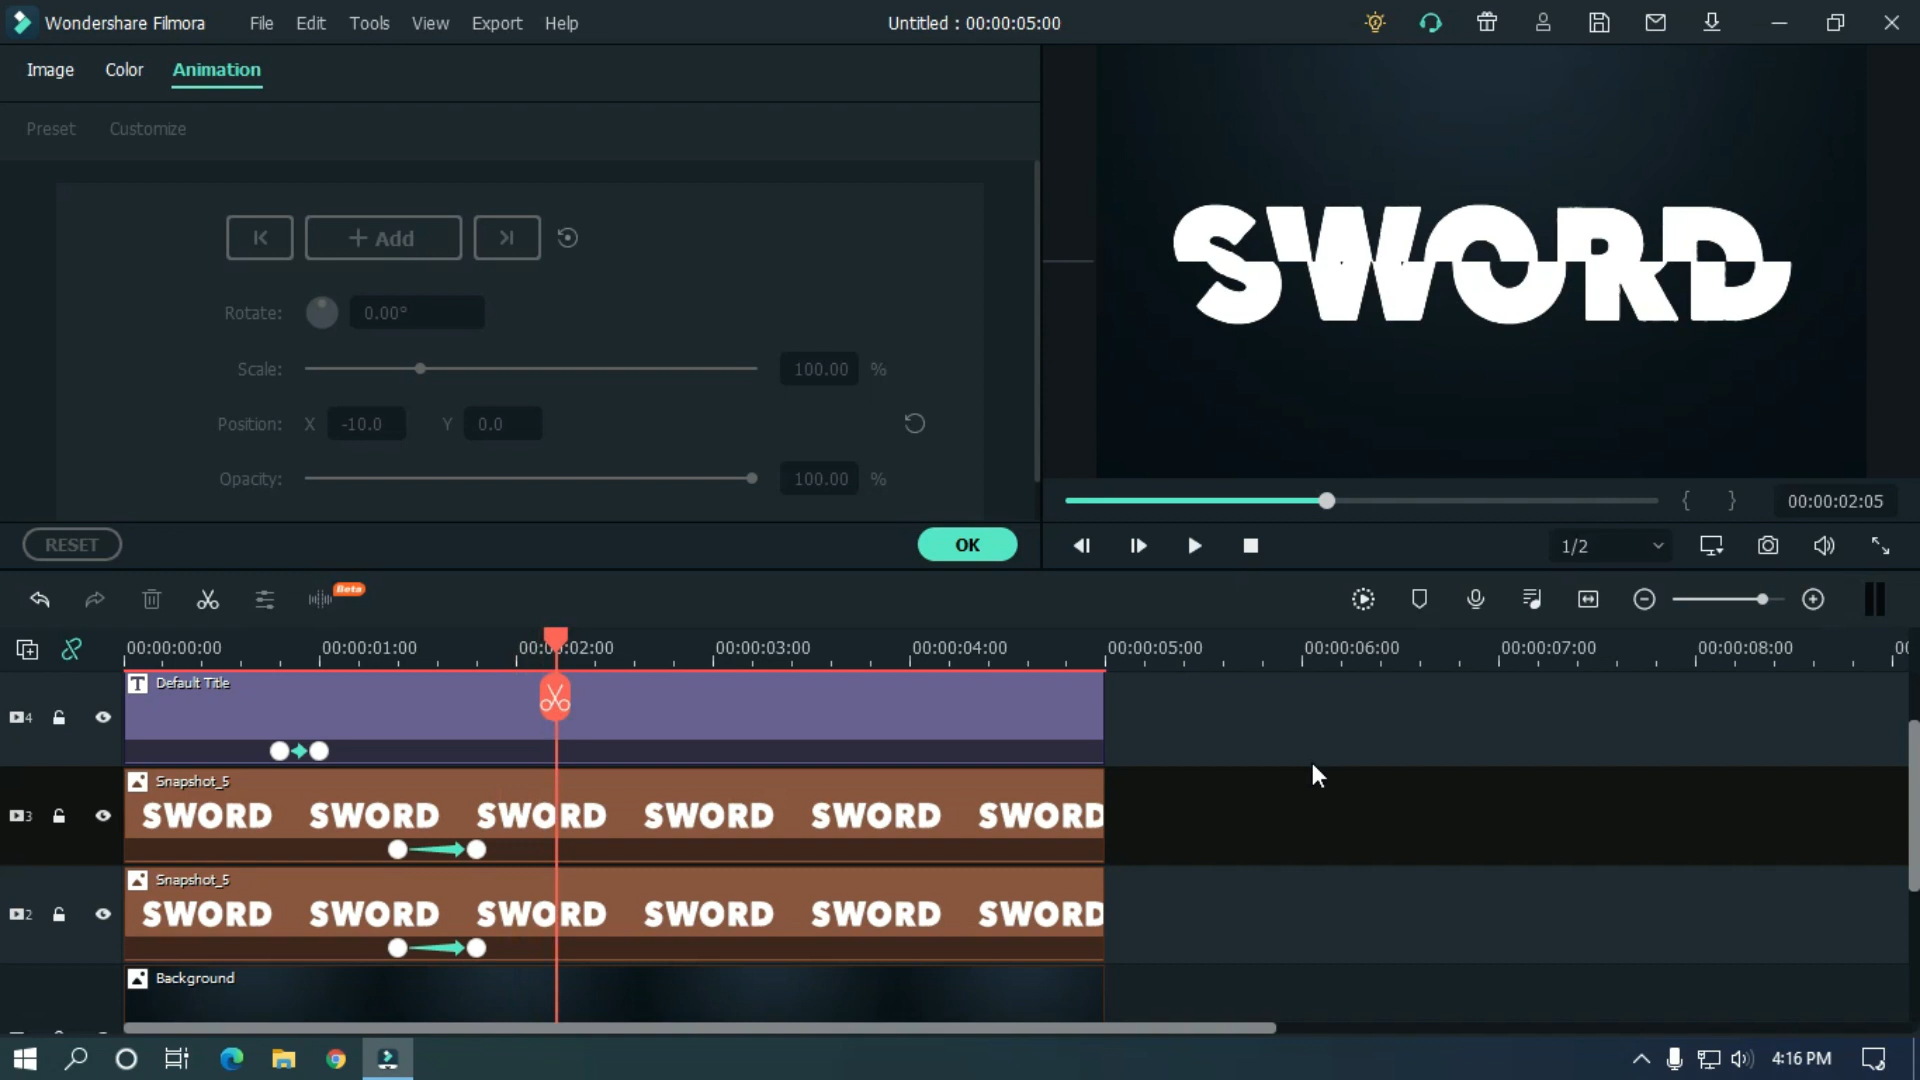 Wondershare Filmora File Edit Tools View Export Help Untitled : 00:00:05:00
Image Color Animation
Preset Customize
+ Add
Rotate: 0.00°
Scale: 100.00 %
Position: X -10.0 Y 0.0
Opacity: 100.00 %
RESET OK
SWORD
{ } 00:00:02:05
1/2
Beta
00:00:00:00 00:00:01:00 00:00:02:00 00:00:03:00 00:00:04:00 00:00:05:00 00:00:06:00 00:00:07:00 00:00:08:00 00
4 T Default Title
Snapshot_5
3 SWORD SWORD SWORD SWORD SWORD SWORD
Snapshot_5
2 SWORD SWORD SWORD SWORD SWORD SWORD
Background
4:16 PM